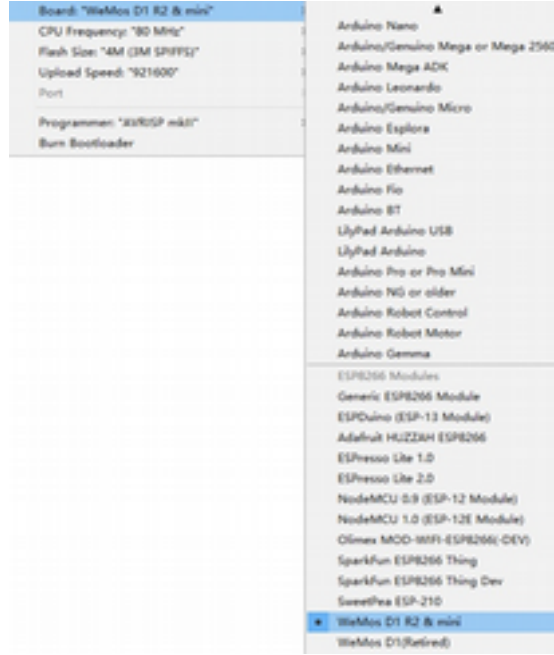 Board: "WeMos D1 R2 & mini"
CPU Frequency: "80 MHz"
Flash Size: "4M (3M SPIFFS)"
Upload Speed: "921600"
Port
Programmer: "AVRISP mkII"
Burn Bootloader
Arduino Nano
Arduino/Genuino Mega or Mega 2560
Arduino Mega ADK
Arduino Leonardo
Arduino/Genuino Micro
Arduino Esplora
Arduino Mini
Arduino Ethernet
Arduino Fio
Arduino BT
LilyPad Arduino USB
LilyPad Arduino
Arduino Pro or Pro Mini
Arduino NG or older
Arduino Robot Control
Arduino Robot Motor
Arduino Gemma
ESP8266 Modules
Generic ESP8266 Module
ESPDuino (ESP-13 Module)
Adafruit HUZZAH ESP8266
ESPresso Lite 1.0
ESPresso Lite 2.0
NodeMCU 0.9 (ESP-12 Module)
NodeMCU 1.0 (ESP-12E Module)
Olimex MOD-WIFI-ESP8266(-DEV)
SparkFun ESP8266 Thing
SparkFun ESP8266 Thing Dev
SweetPea ESP-210
WeMos D1 R2 & mini
WeMos D1(Retired)